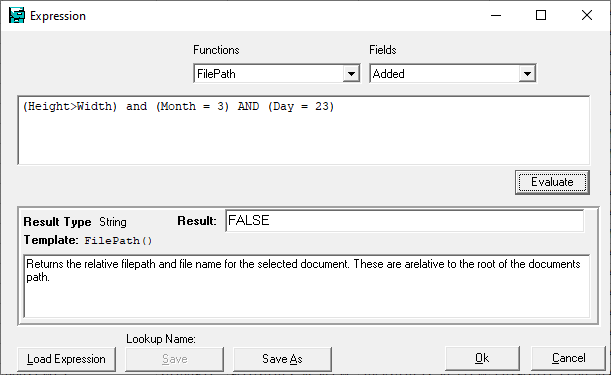 Expression
Functions
Fields
FilePath
Added
(Height>Width) and (Month = 3) AND (Day = 23)
Evaluate
Result Type String Result: FALSE
Template: FilePath()
Returns the relative filepath and file name for the selected document. These are arelative to the root of the documents
path.
Lookup Name:
Load Expression
Save
Save As
Ok
Cancel